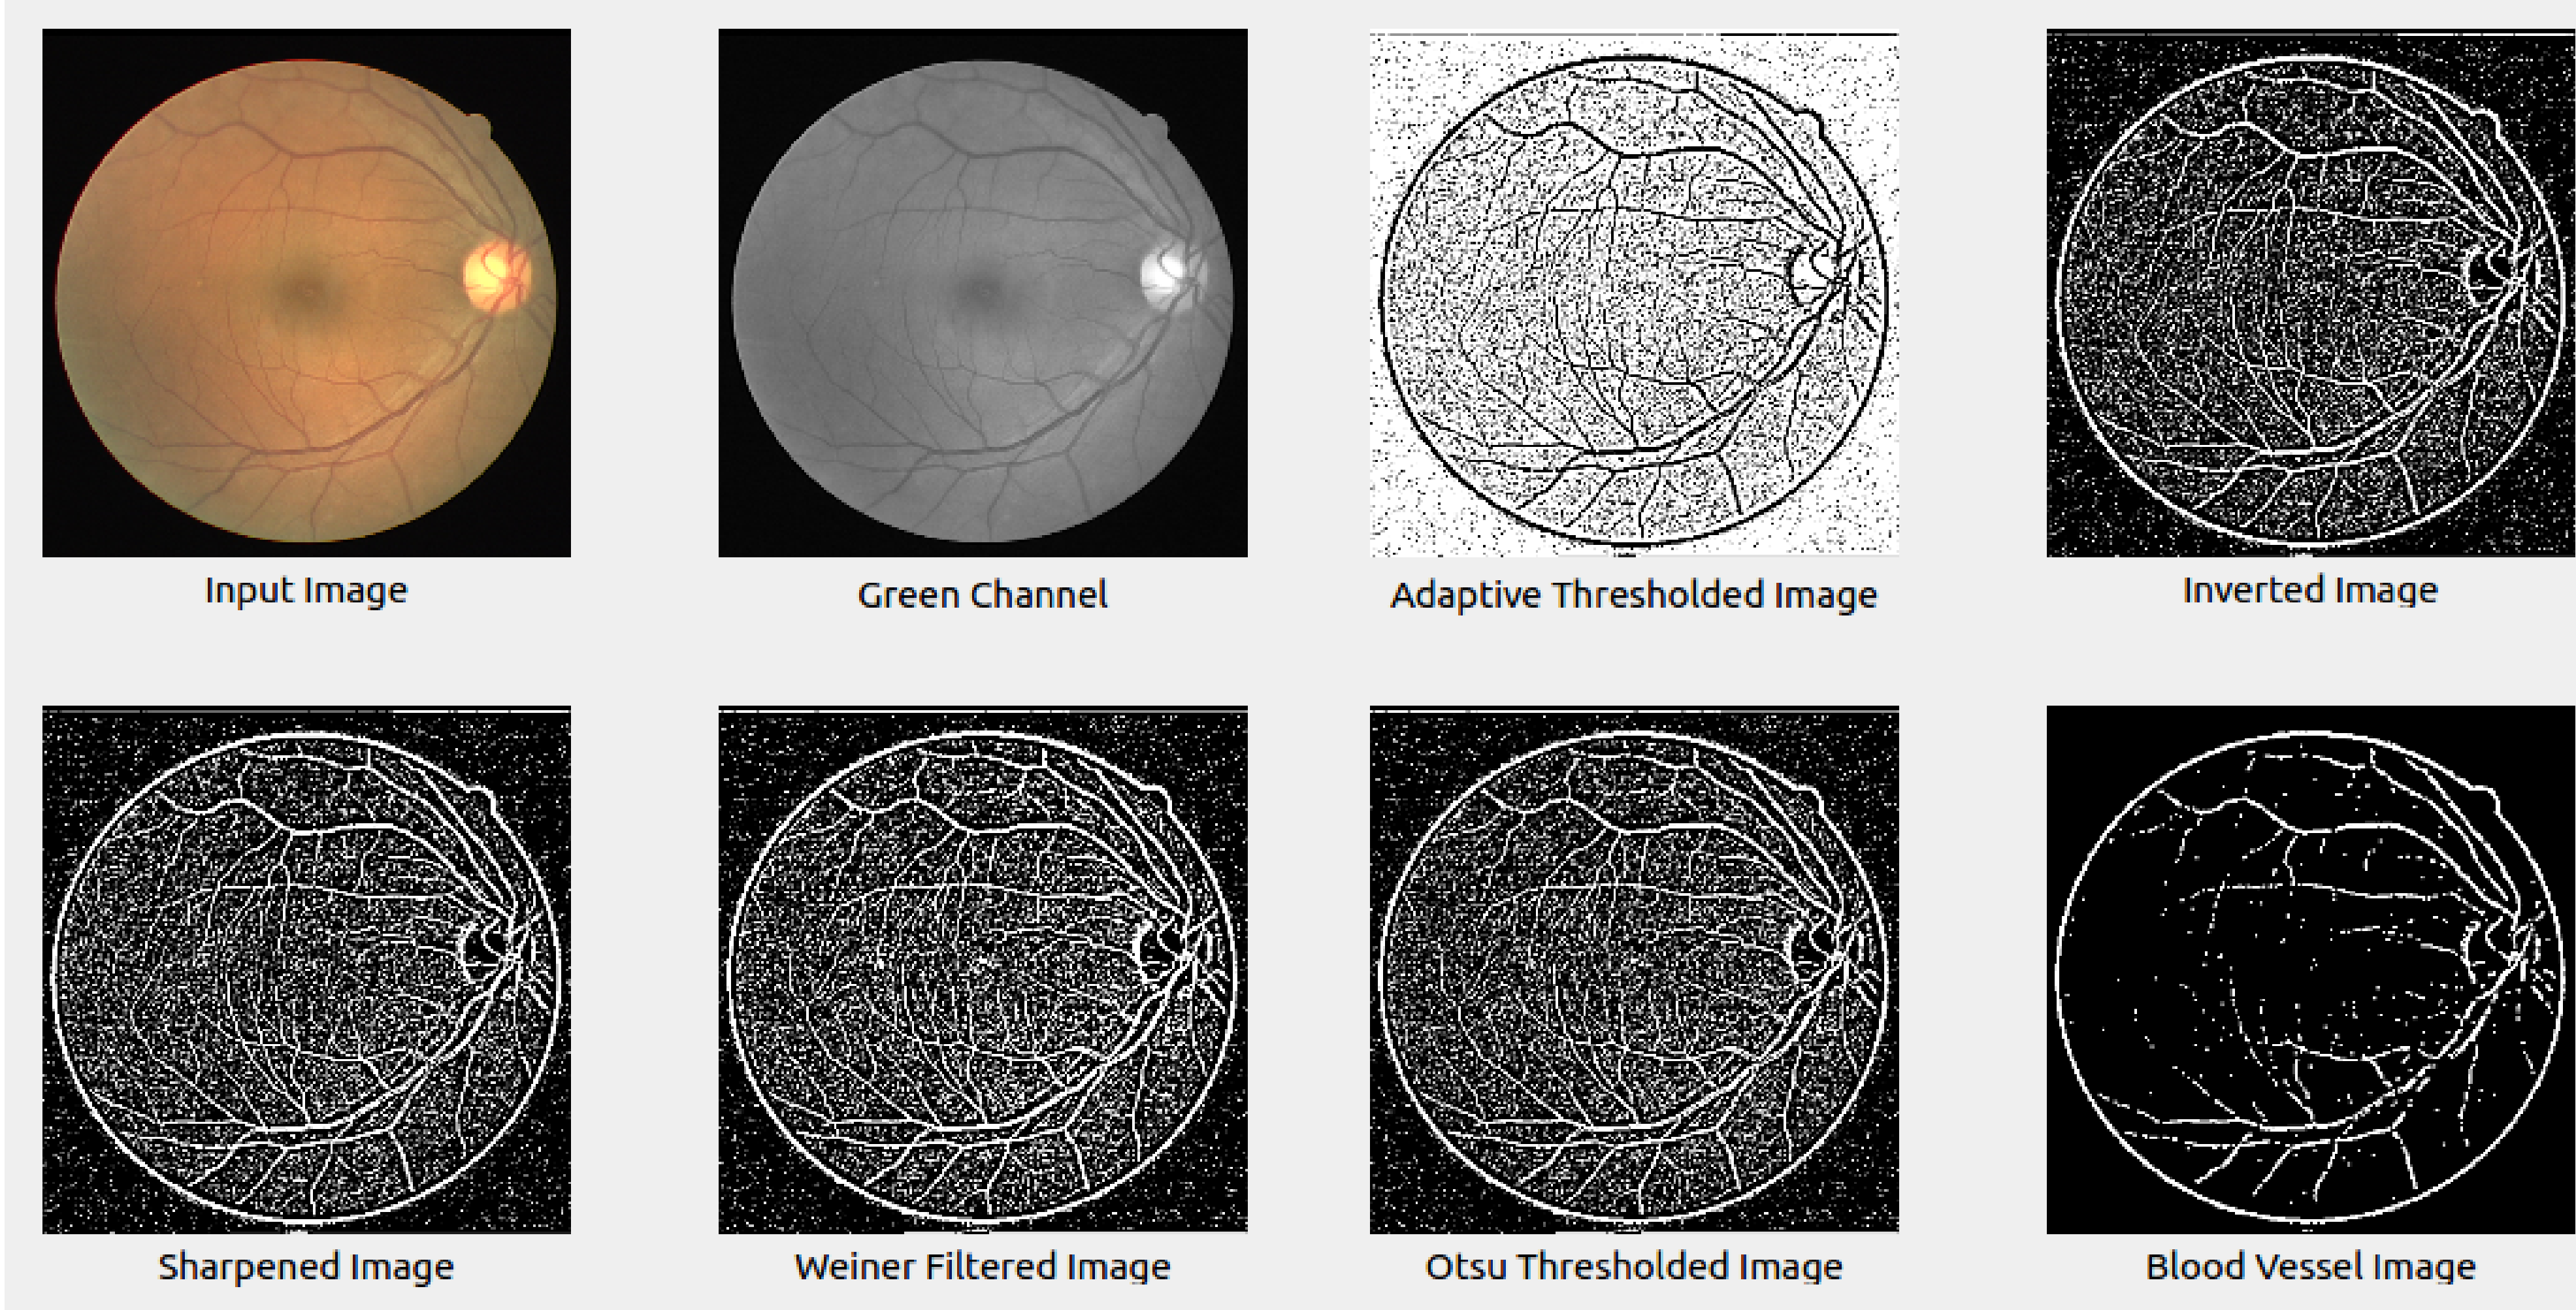 Input Image
Green Channel
Adaptive Thresholded Image
Inverted Image
Sharpened Image
Weiner Filtered Image
Otsu Thresholded Image
Blood Vessel Image